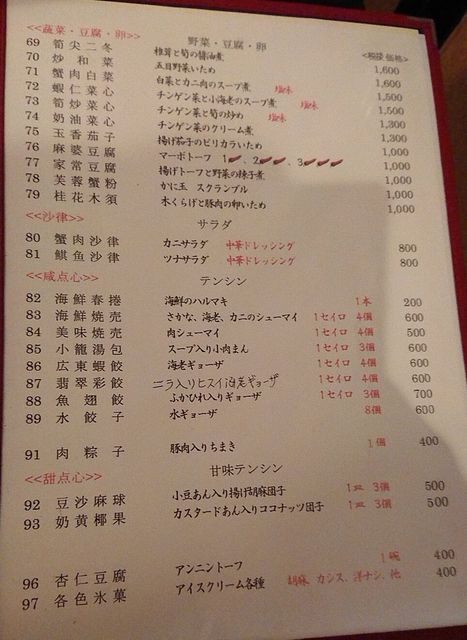 <<蔬菜・豆腐・卵>> 野菜・豆腐・卵 <税抜価格>
69 筍尖二冬 椎茸と筍の醤油煮 1,600
70 炒和菜 五目野菜いため 1,600
71 蟹肉白菜 白菜とカニ肉のスープ煮 塩味 1,500
72 蝦仁菜心 チンゲン菜と小海老のスープ煮 塩味 1,500
73 筍炒菜心 チンゲン菜と筍の炒め 塩味 1,300
74 奶油菜心 チンゲン菜のクリーム煮 1,300
75 玉香茄子 揚げ茄子のピリカラいため 1,000
76 麻婆豆腐 マーボトーフ 1 2 3 1,000
77 家常豆腐 揚げトーフと野菜の辣子煮 1,000
78 芙蓉蟹粉 かに玉 スクランブル 1,000
79 桂花木須 木くらげと豚肉の卵いため 1,000
<<沙律>> サラダ
80 蟹肉沙律 カニサラダ 中華ドレッシング 800
81 鯕魚沙律 ツナサラダ 中華ドレッシング 800
<<咸点心>> テンシン
82 海鮮春捲 海鮮のハルマキ 1本 200
83 海鮮焼売 さかな、海老、カニのシューマイ 1セイロ 4個 600
84 美味焼売 肉シューマイ 1セイロ 4個 500
85 小籠湯包 スープ入り小肉まん 1セイロ 3個 600
86 広東蝦餃 海老ギョーザ 1セイロ 4個 600
87 翡翠彩餃 ニラ入りヒスイ海老ギョーザ 1セイロ 4個 600
88 魚翅餃 ふかひれ入りギョーザ 1セイロ 3個 700
89 水餃子 水ギョーザ 8個 600
91 肉粽子 豚肉入りちまき 1個 400
<<甜点心>> 甘味テンシン
92 豆沙麻球 小豆あん入り揚げ胡麻団子 1皿 3個 500
93 奶黄椰果 カスタードあん入りココナッツ団子 1皿 3個 500
96 杏仁豆腐 アンニントーフ 1碗 400
97 各色氷菓 アイスクリーム各種 胡麻、カシス、洋ナシ、他 400